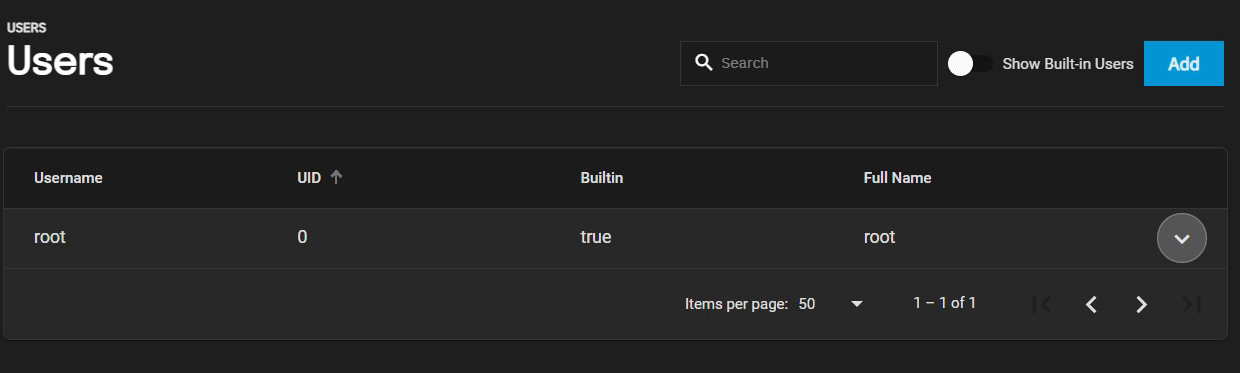 USERS
Users
Search
Show Built-in Users
Add
Username UID Builtin Full Name
root 0 true root
Items per page: 50 1 – 1 of 1